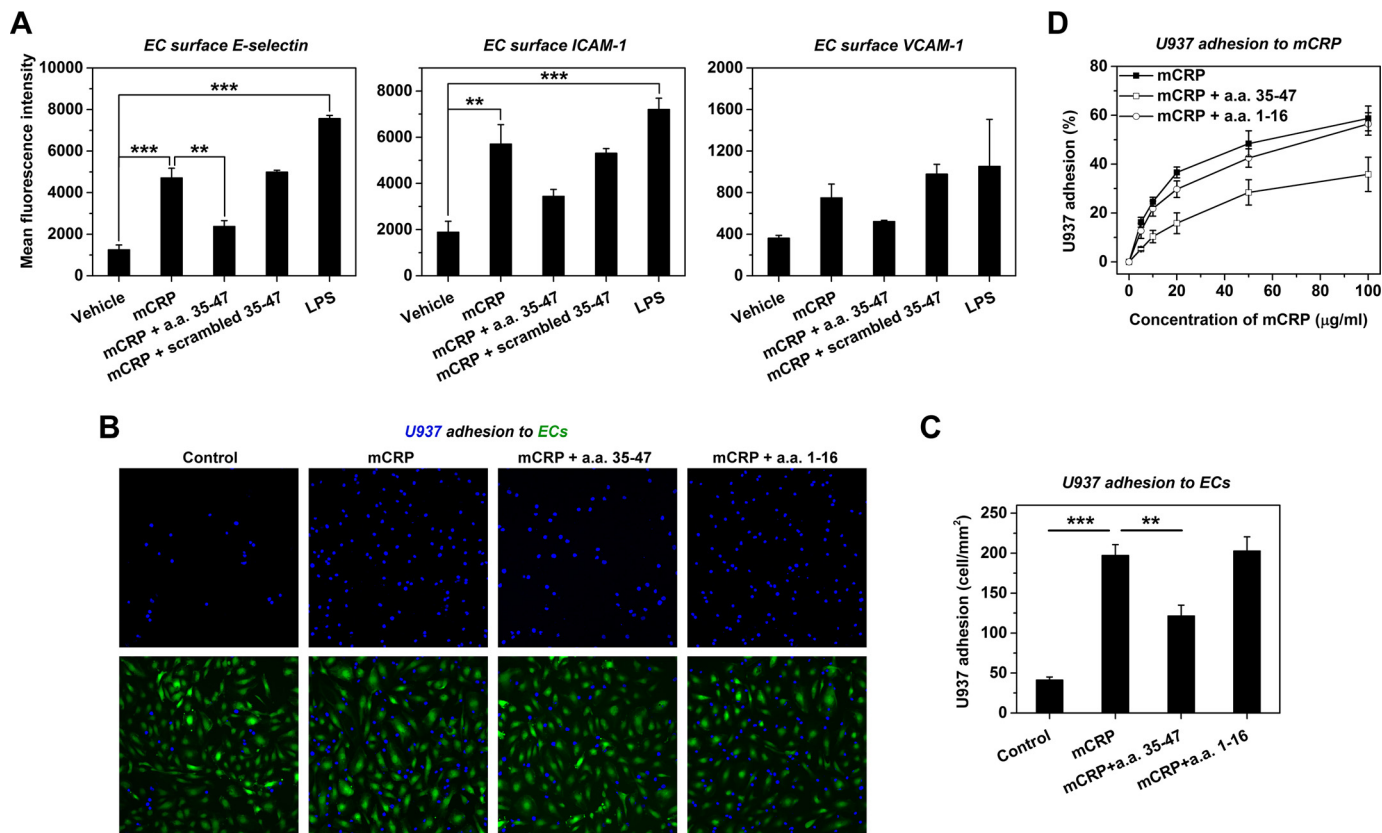 A
EC surface E-selectin
Mean fluorescence intensity
10000
8000
6000
4000
2000
0
***
***
**
Vehicle
mCRP
mCRP + a.a. 35-47
mCRP + scrambled 35-47
LPS
EC surface ICAM-1
8000
6000
4000
2000
0
***
**
Vehicle
mCRP
mCRP + a.a. 35-47
mCRP + scrambled 35-47
LPS
EC surface VCAM-1
2000
1600
1200
800
400
0
Vehicle
mCRP
mCRP + a.a. 35-47
mCRP + scrambled 35-47
LPS
D
U937 adhesion to mCRP
mCRP
mCRP + a.a. 35-47
mCRP + a.a. 1-16
U937 adhesion (%)
80
60
40
20
0
0 20 40 60 80 100
Concentration of mCRP (μg/ml)
B
U937 adhesion to ECs
Control
mCRP
mCRP + a.a. 35-47
mCRP + a.a. 1-16
C
U937 adhesion to ECs
U937 adhesion (cell/mm²)
250
200
150
100
50
0
***
**
Control
mCRP
mCRP+a.a. 35-47
mCRP+a.a. 1-16